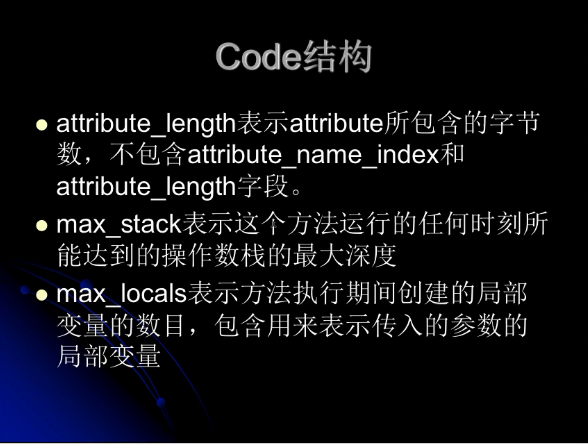 Code结构
attribute_length表示attribute所包含的字节
数，不包含attribute_name_index和
attribute_length字段。
max_stack表示这个方法运行的任何时刻所
能达到的操作数栈的最大深度
max_locals表示方法执行期间创建的局部
变量的数目，包含用来表示传入的参数的
局部变量